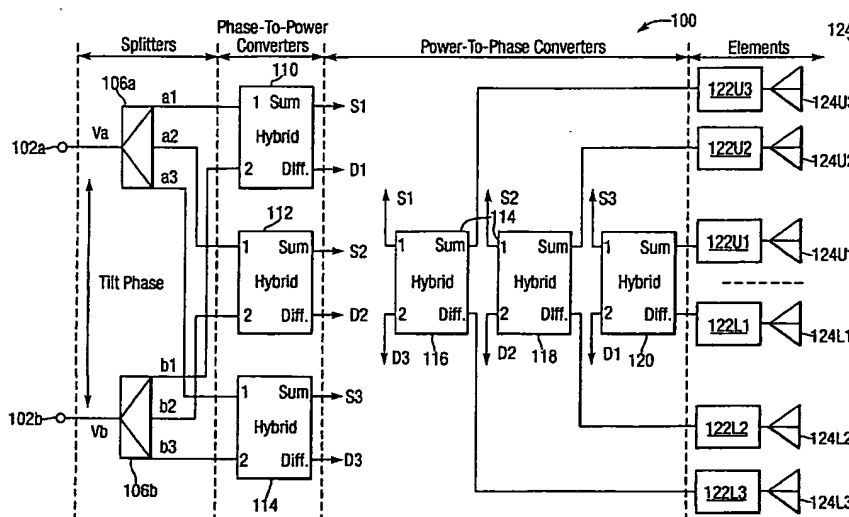 100
124
Splitters
Phase-To-Power
Converters
Power-To-Phase Converters
Elements
106a
110
a1
1 Sum
S1
122U3
124U3
Va
a2
Hybrid
102a
a3
2 Diff.
D1
122U2
124U2
112
S1
114
S2
S3
1 Sum
S2
1 Sum
1 Sum
1 Sum
122U1
124U1
Tilt Phase
Hybrid
Hybrid
Hybrid
Hybrid
2 Diff.
D2
2 Diff.
2 Diff.
2 Diff.
122L1
124L1
b1
D3
116
D2
118
D1
120
1 Sum
S3
102b
b2
Vb
Hybrid
122L2
124L2
b3
2 Diff.
D3
106b
114
122L3
124L3